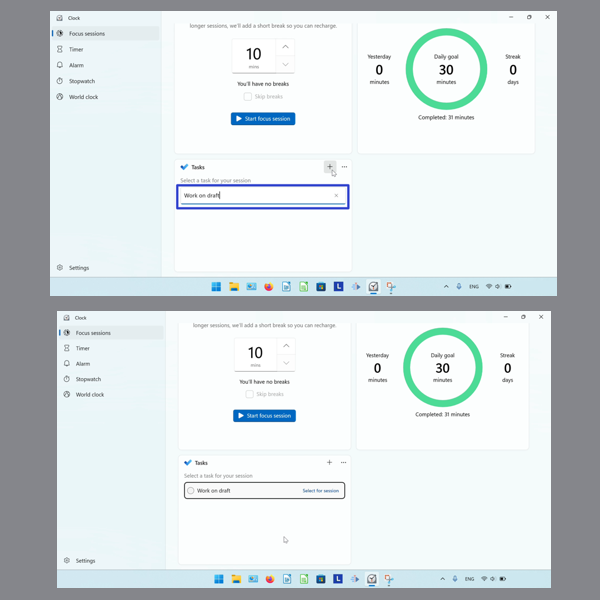 Clock
Focus sessions
Timer
Alarm
Stopwatch
World clock
Settings
longer sessions, we'll add a short break so you can recharge.
10
mins
You'll have no breaks
Skip breaks
Start focus session
Yesterday
0
minutes
Daily goal
30
minutes
Streak
0
days
Completed: 31 minutes
Tasks
Select a task for your session
Work on draft
ENG
Clock
Focus sessions
Timer
Alarm
Stopwatch
World clock
Settings
longer sessions, we'll add a short break so you can recharge.
10
mins
You'll have no breaks
Skip breaks
Start focus session
Yesterday
0
minutes
Daily goal
30
minutes
Streak
0
days
Completed: 31 minutes
Tasks
Select a task for your session
Work on draft Select for session
ENG